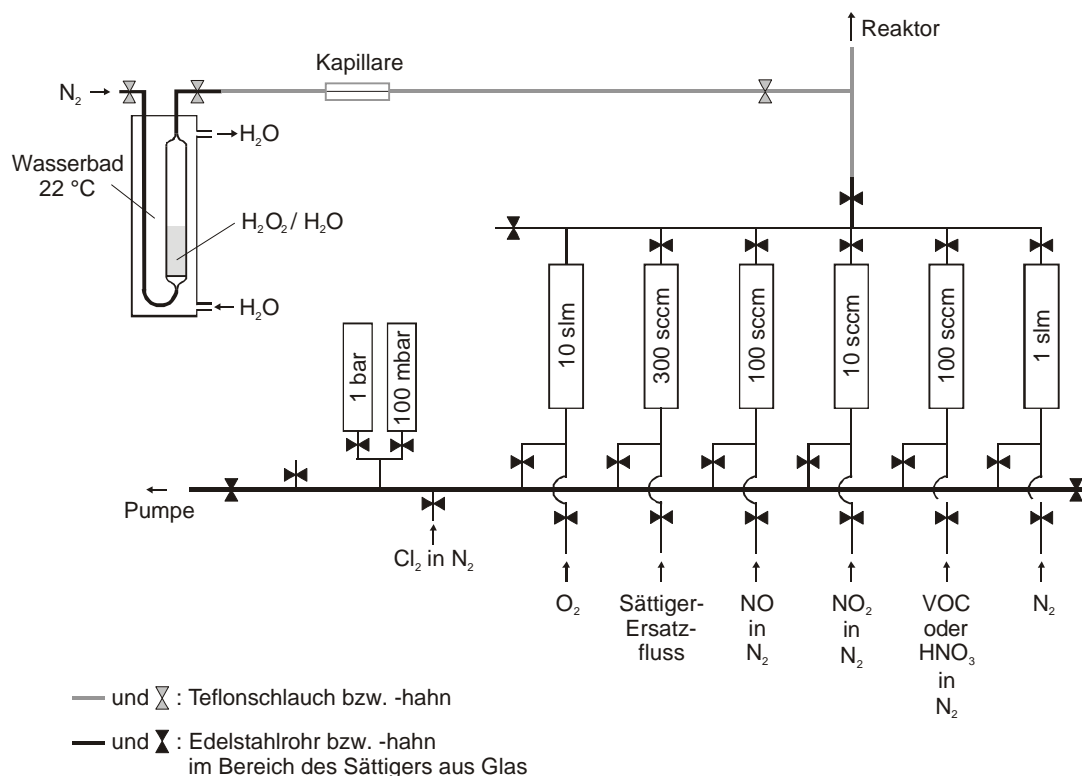 Reaktor
Kapillare
N₂
H₂O
Wasserbad
22 °C
H₂O₂ / H₂O
H₂O
10 slm
300 sccm
100 sccm
10 sccm
100 sccm
1 slm
1 bar
100 mbar
Pumpe
Cl₂ in N₂
O₂
Sättiger-
Ersatz-
fluss
NO
in
N₂
NO₂
in
N₂
VOC
oder
HNO₃
in
N₂
N₂
und : Teflonschlauch bzw. -hahn
und : Edelstahlrohr bzw. -hahn
im Bereich des Sättigers aus Glas